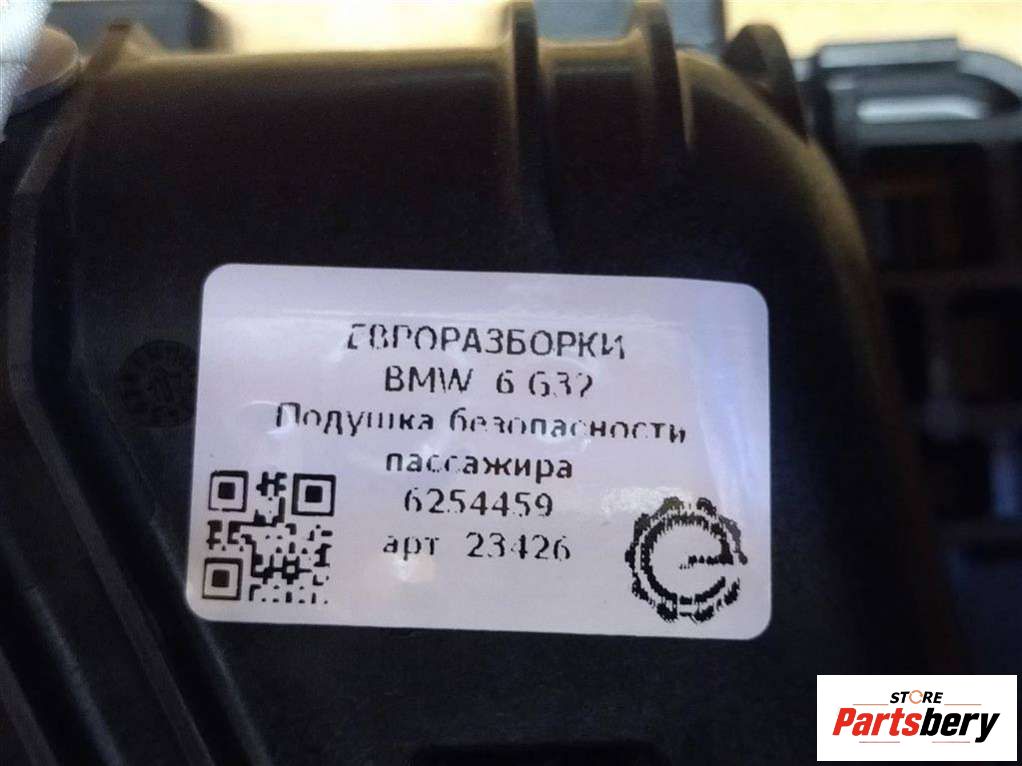 ЕВРОРАЗБОРКИ
BMW 6 G32
Подушка безопасности
пассажира
6254459
арт 23426
STORE
Partsbery